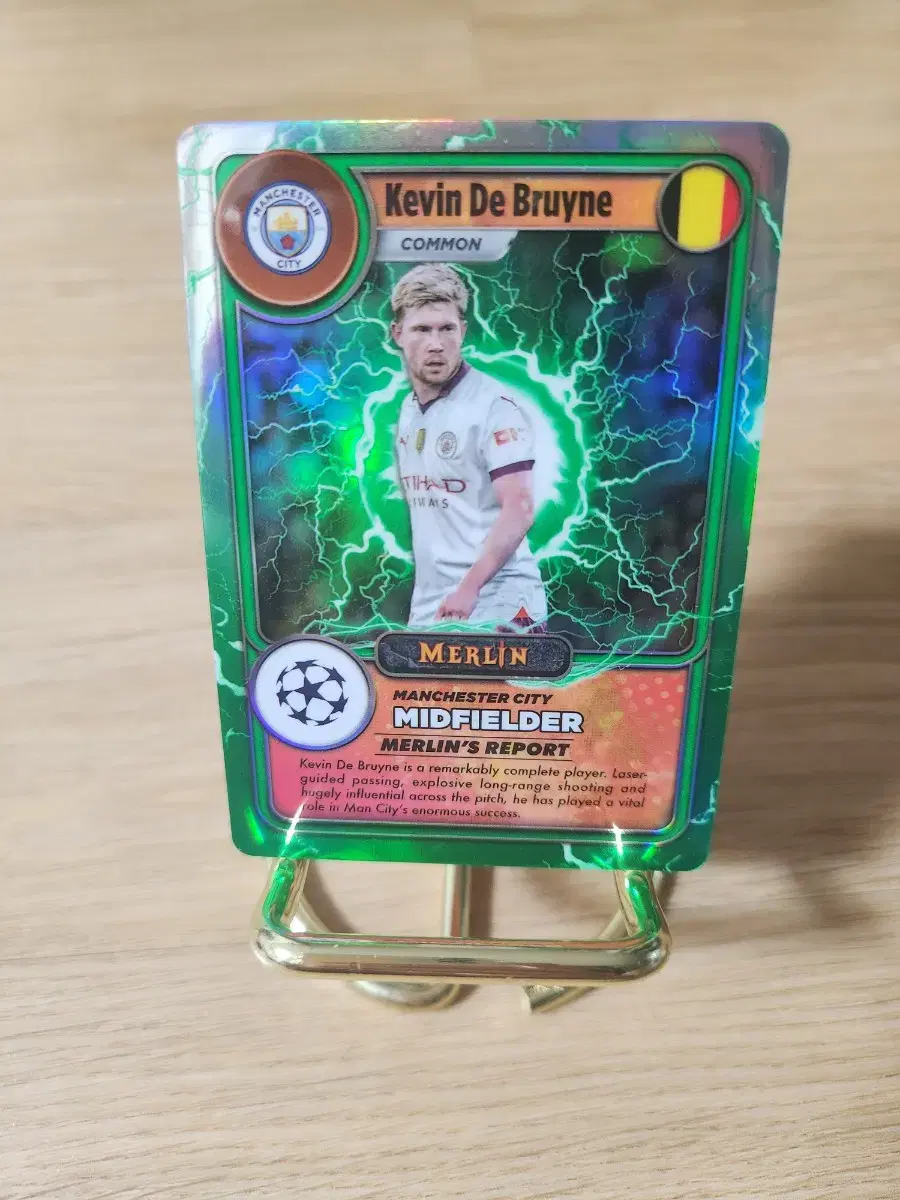 MANCHESTER
CITY
Kevin De Bruyne
COMMON
TIHAD
MERLIN
MANCHESTER CITY
MIDFIELDER
MERLIN'S REPORT
Kevin De Bruyne is a remarkably complete player. Laser-
guided passing, explosive long-range shooting and
hugely influential across the pitch, he has played a vital
role in Man City's enormous success.